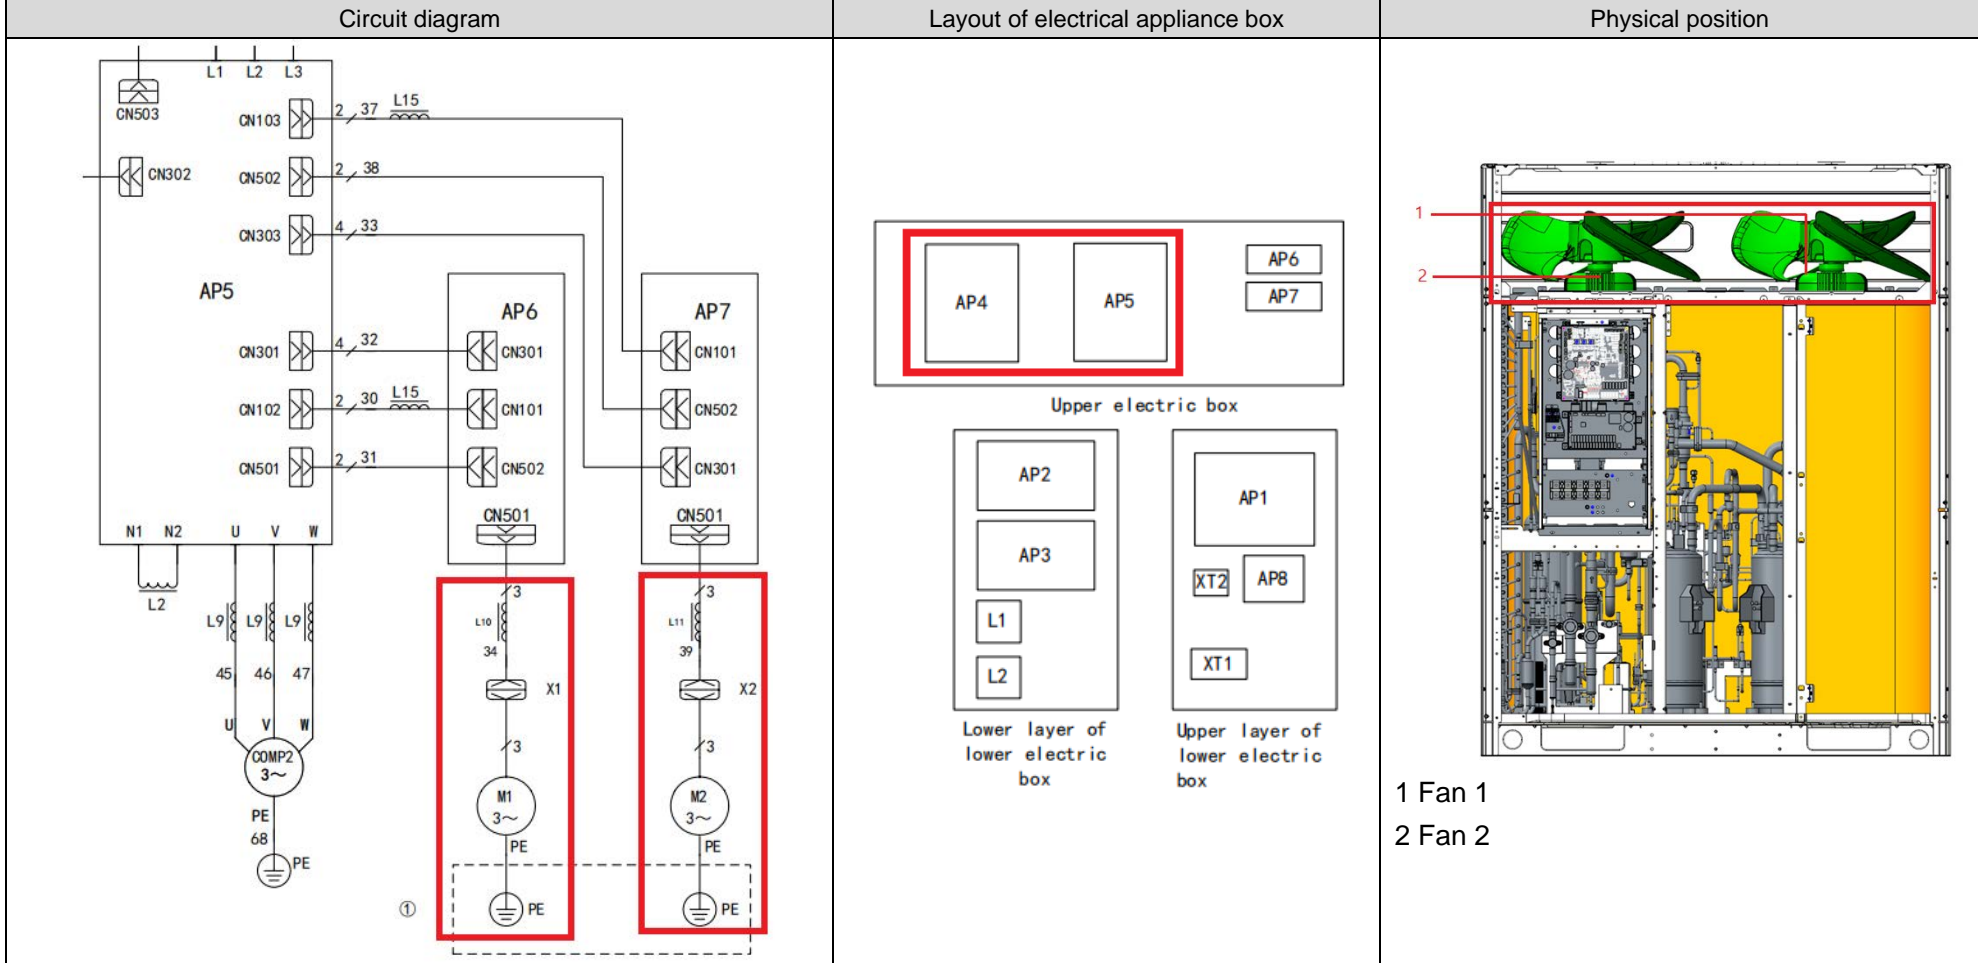 Circuit diagram
Layout of electrical appliance box
Physical position
L1 L2 L3
CN503
CN103 2 37 L15
CN302
CN502 2 38
CN303 4 33
AP5
AP6
AP7
CN301 4 32 CN301 CN101
CN102 2 30 L15 CN101 CN502
CN501 2 31 CN502 CN301
CN501 CN501
N1 N2 U V W
L2
L9 L9 L9
45 46 47
U V W
COMP2
3~
PE
68
PE
3 3
L10 L11
34 39
X1 X2
3 3
M1 M2
3~ 3~
PE PE
① PE PE
AP4 AP5 AP6
AP7
Upper electric box
AP2
AP3
L1
L2
Lower layer of
lower electric
box
AP1
XT2 AP8
XT1
Upper layer of
lower electric
box
1
2
1 Fan 1
2 Fan 2